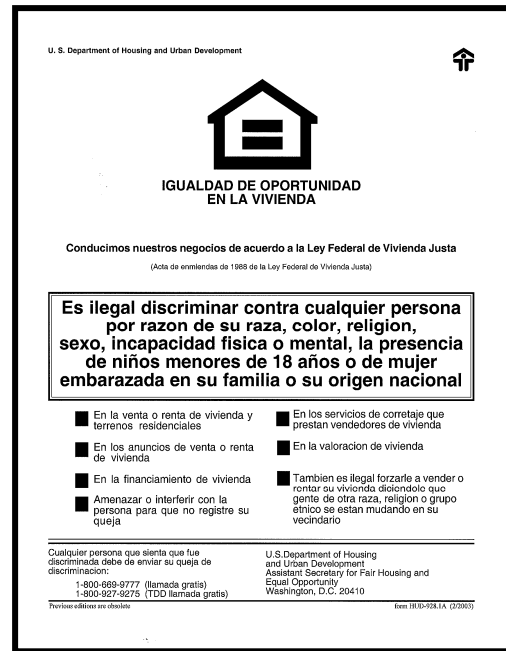 U. S. Department of Housing and Urban Development
IGUALDAD DE OPORTUNIDAD
EN LA VIVIENDA
Conducimos nuestros negocios de acuerdo a la Ley Federal de Vivienda Justa
(Acta de enmiendas de 1988 de la Ley Federal de Vivienda Justa)
Es ilegal discriminar contra cualquier persona
por razon de su raza, color, religion,
sexo, incapacidad fisica o mental, la presencia
de niños menores de 18 años o de mujer
embarazada en su familia o su origen nacional
En la venta o renta de vivienda y
terrenos residenciales
En los anuncios de venta o renta
de vivienda
En la financiamiento de vivienda
Amenazar o interferir con la
persona para que no registre su
queja
En los servicios de corretaje que
prestan vendedores de vivienda
En la valoracion de vivienda
Tambien es ilegal forzarle a vender o
rentar su vivienda diciendole que
gente de otra raza, religion o grupo
etnico se estan mudando en su
vecindario
Cualquier persona que sienta que fue
discriminada debe de enviar su queja de
discriminacion:
1-800-669-9777 (llamada gratis)
1-800-927-9275 (TDD llamada gratis)
U.S.Department of Housing
and Urban Development
Assistant Secretary for Fair Housing and
Equal Opportunity
Washington, D.C. 20410
Previous editions are obsolete
form HUD-928.1A (2/2003)